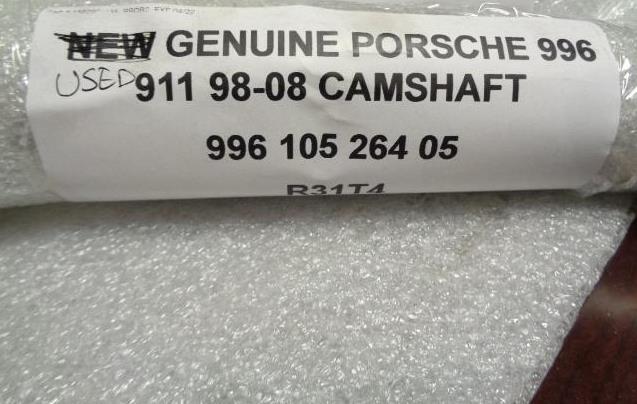 NEW GENUINE PORSCHE 996
USED 911 98-08 CAMSHAFT
996 105 264 05
R31T4